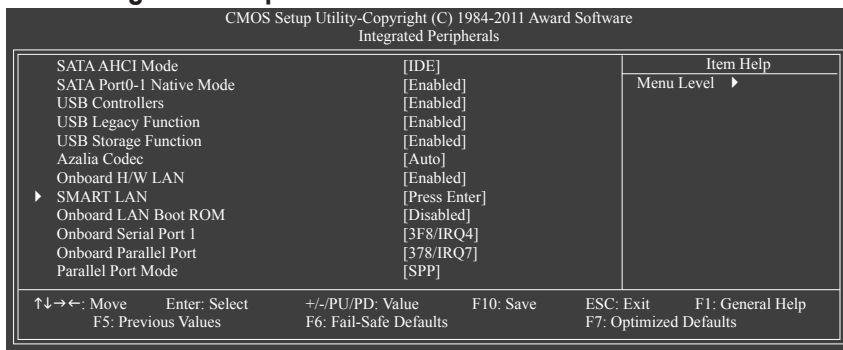 CMOS Setup Utility-Copyright (C) 1984-2011 Award Software
Integrated Peripherals
SATA AHCI Mode [IDE] Item Help
SATA Port0-1 Native Mode [Enabled] Menu Level ▶
USB Controllers [Enabled]
USB Legacy Function [Enabled]
USB Storage Function [Enabled]
Azalia Codec [Auto]
Onboard H/W LAN [Enabled]
▶ SMART LAN [Press Enter]
Onboard LAN Boot ROM [Disabled]
Onboard Serial Port 1 [3F8/IRQ4]
Onboard Parallel Port [378/IRQ7]
Parallel Port Mode [SPP]
↑↓→←: Move Enter: Select +/-/PU/PD: Value F10: Save ESC: Exit F1: General Help
F5: Previous Values F6: Fail-Safe Defaults F7: Optimized Defaults